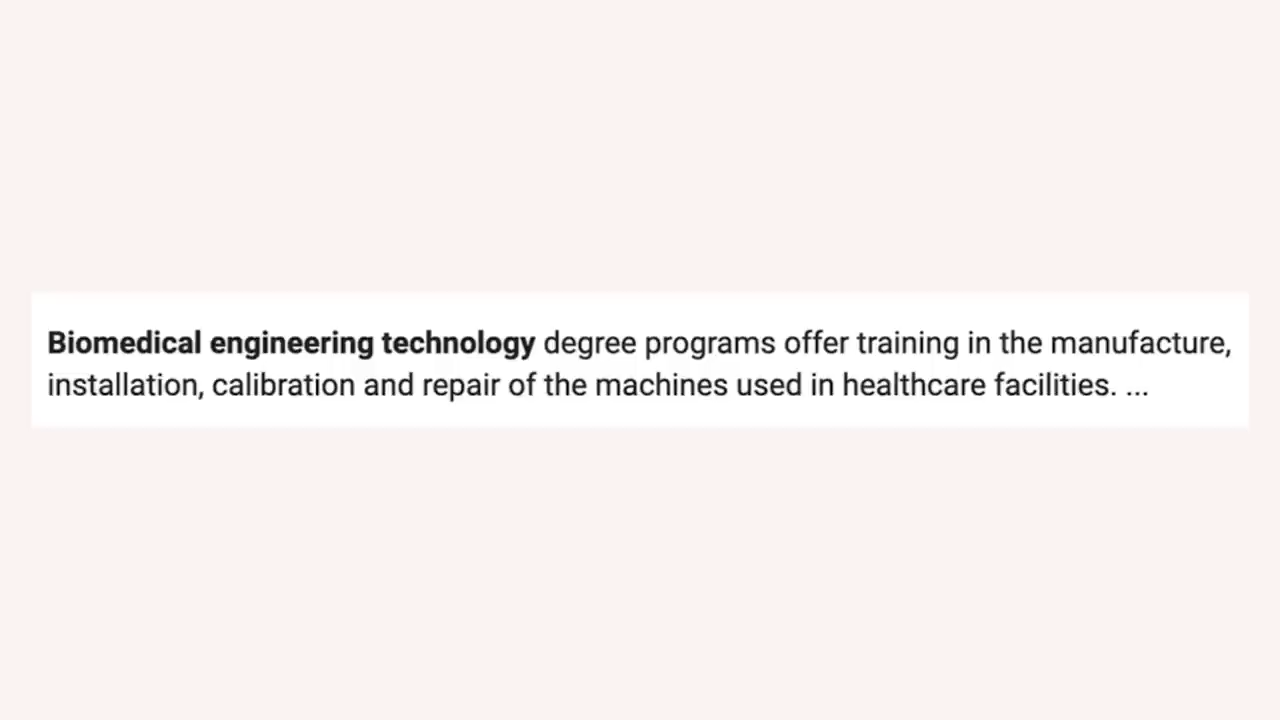 Biomedical engineering technology degree programs offer training in the manufacture,
installation, calibration and repair of the machines used in healthcare facilities. ...